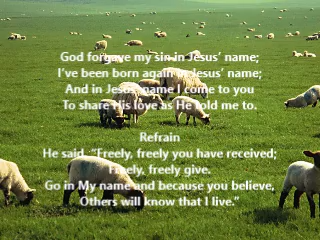 God forgave my sin in Jesus' name;
I've been born again in Jesus' name;
And in Jesus' name I come to you
To share His love as He told me to.
Refrain
He said, "Freely, freely you have received;
Freely, freely give.
Go in My name and because you believe,
Others will know that I live."